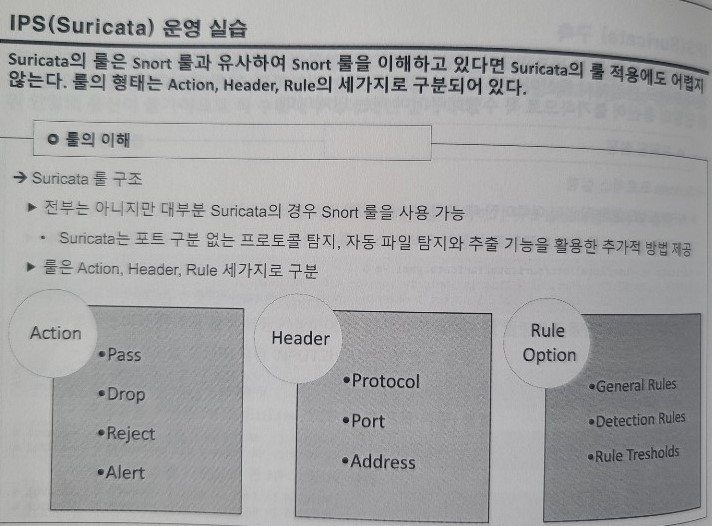 IPS(Suricata) 운영 실습
Suricata의 룰은 Snort 룰과 유사하여 Snort 룰을 이해하고 있다면 Suricata의 룰 적용에도 어렵지
않는다. 룰의 형태는 Action, Header, Rule의 세가지로 구분되어 있다.
룰의 이해
→ Suricata 룰 구조
▶ 전부는 아니지만 대부분 Suricata의 경우 Snort 룰을 사용 가능
• Suricata는 포트 구분 없는 프로토콜 탐지, 자동 파일 탐지와 추출 기능을 활용한 추가적 방법 제공
▶ 룰은 Action, Header, Rule 세가지로 구분
Action
•Pass
•Drop
•Reject
•Alert
Header
•Protocol
•Port
•Address
Rule
Option
•General Rules
•Detection Rules
•Rule Tresholds